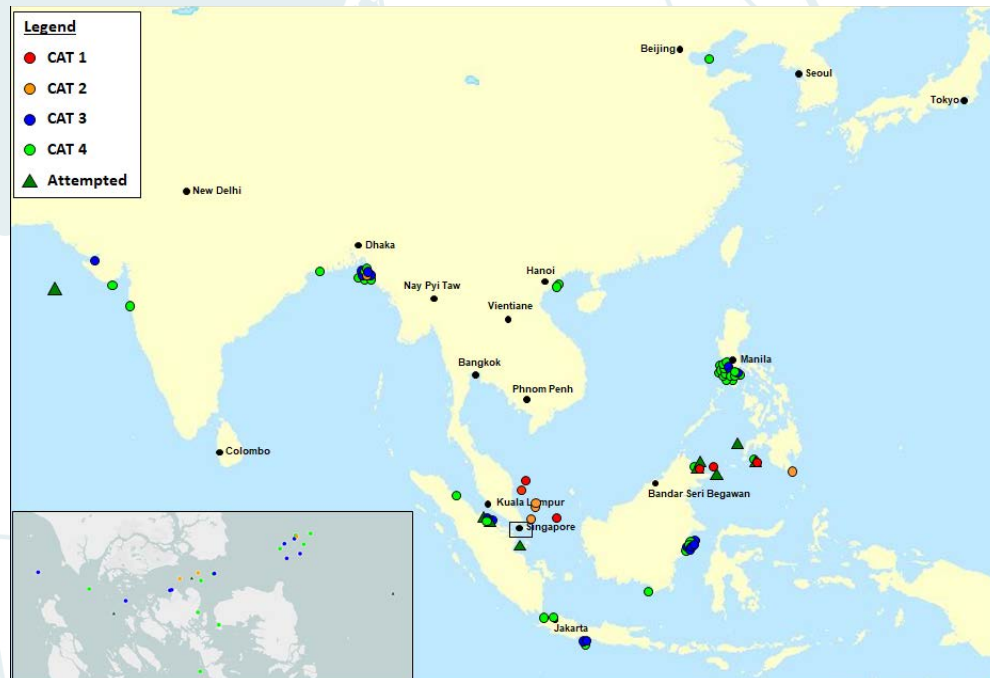 Legend
CAT 1
CAT 2
CAT 3
CAT 4
Attempted
Beijing
Seoul
Tokyo
New Delhi
Dhaka
Hanoi
Nay Pyi Taw
Vientiane
Manila
Bangkok
Phnom Penh
Colombo
Bandar Seri Begawan
Kuala Lumpur
Singapore
Jakarta